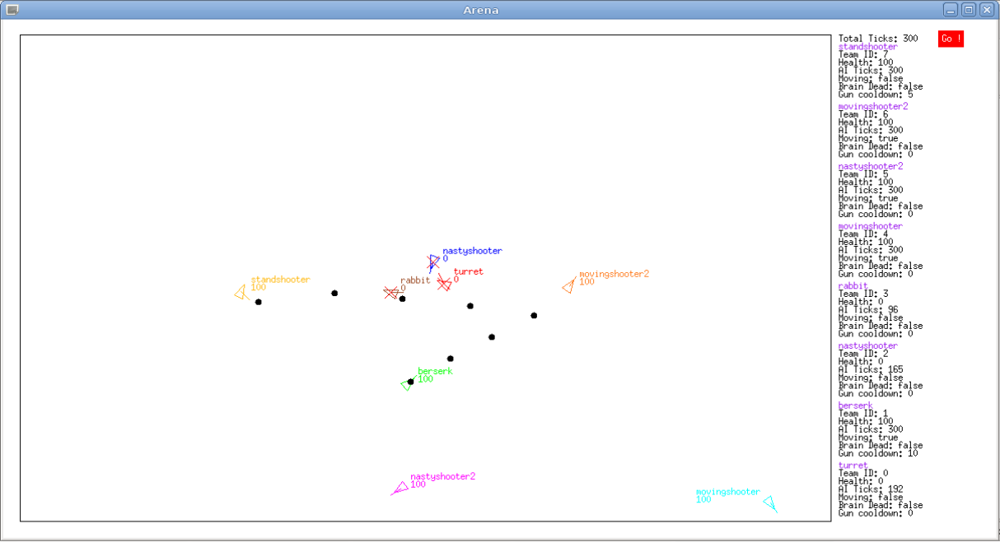 Arena
Total Ticks: 300
Go !
standshooter
Team ID: 7
Health: 100
AI Ticks: 300
Moving: false
Brain Dead: false
Gun cooldown: 5
movingshooter2
Team ID: 6
Health: 100
AI Ticks: 300
Moving: true
Brain Dead: false
Gun cooldown: 0
nastyshooter2
Team ID: 5
Health: 100
AI Ticks: 300
Moving: true
Brain Dead: false
Gun cooldown: 0
movingshooter
Team ID: 4
Health: 100
AI Ticks: 300
Moving: true
Brain Dead: false
Gun cooldown: 0
rabbit
Team ID: 3
Health: 0
AI Ticks: 96
Moving: false
Brain Dead: false
Gun cooldown: 0
nastyshooter
Team ID: 2
Health: 0
AI Ticks: 165
Moving: false
Brain Dead: false
Gun cooldown: 0
berserk
Team ID: 1
Health: 100
AI Ticks: 300
Moving: true
Brain Dead: false
Gun cooldown: 10
turret
Team ID: 0
Health: 0
AI Ticks: 192
Moving: false
Brain Dead: false
Gun cooldown: 0
nastyshooter
0
turret
0
standshooter
100
rabbit
0
movingshooter2
100
berserk
100
nastyshooter2
100
movingshooter
100